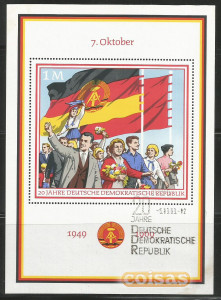 7. Oktober
1 M
20 JAHRE DEUTSCHE DEMOKRATISCHE REPUBLIK
1949 1969
20
JAHRE
DEUTSCHE
DEMOKRATISCHE
REPUBLIK
coisas